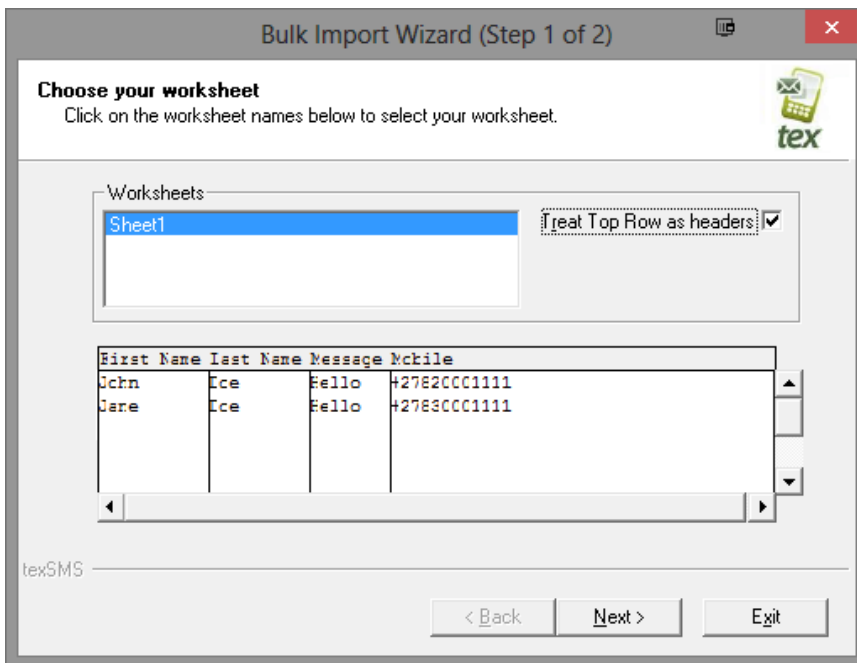 Bulk Import Wizard (Step 1 of 2)
Choose your worksheet
Click on the worksheet names below to select your worksheet.
tex
Worksheets
Sheet1
Treat Top Row as headers
First Name Last Name Message Mobile
John Doe Hello +27820001111
Jane Doe Hello +27830001111
texSMS
< Back
Next >
Exit